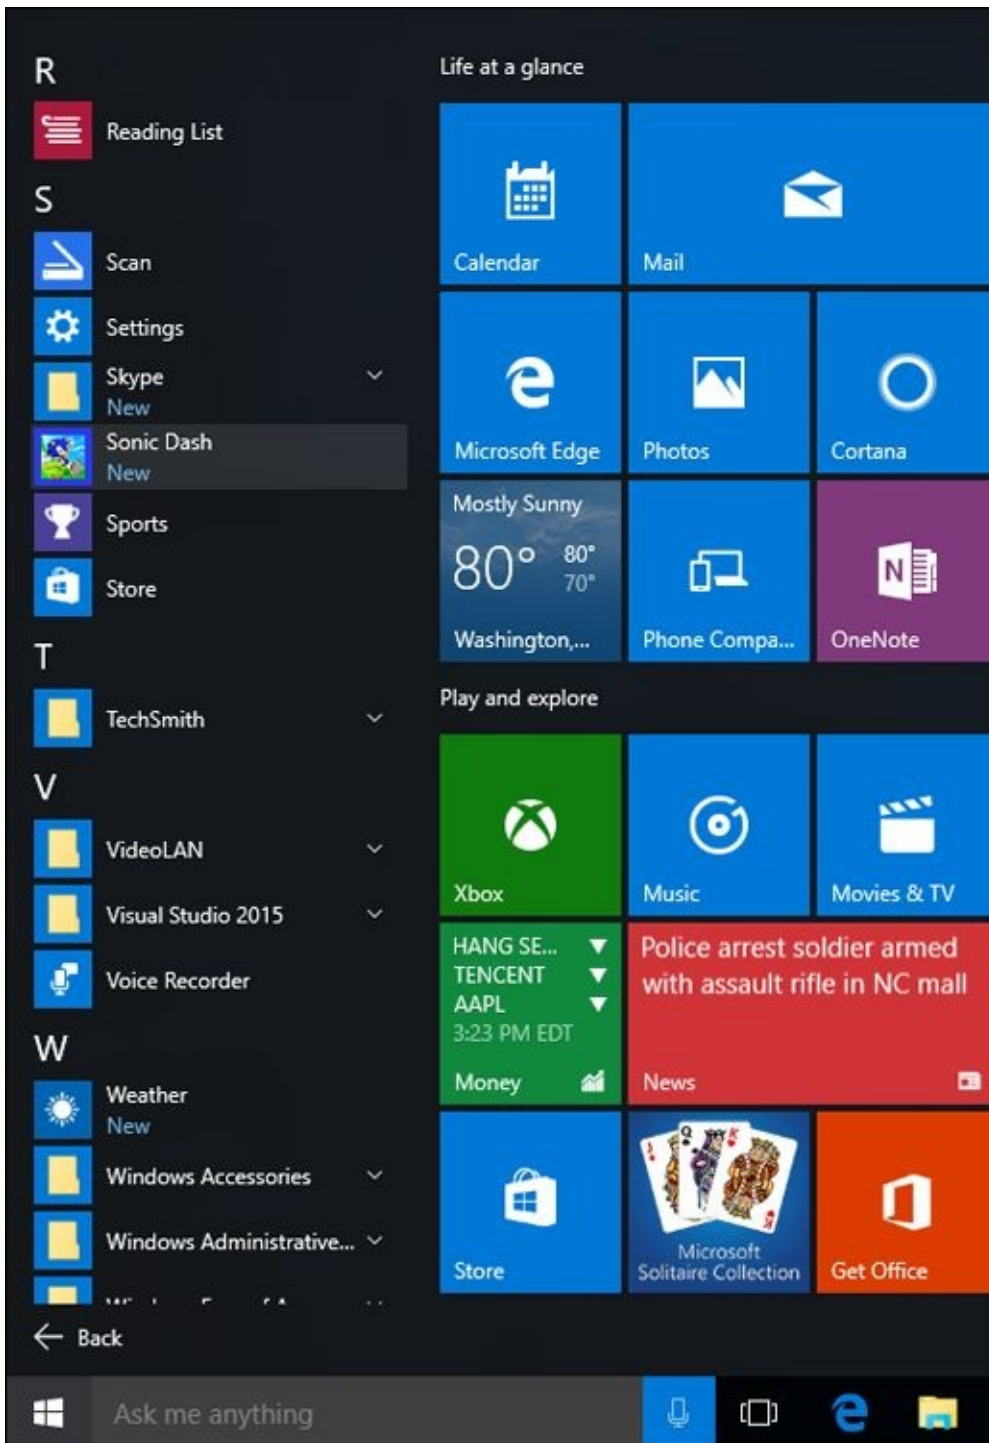 R
Reading List
S
Scan
Settings
Skype
New
Sonic Dash
New
Sports
Store
T
TechSmith
V
VideoLAN
Visual Studio 2015
Voice Recorder
W
Weather
New
Windows Accessories
Windows Administrative...
Back
Life at a glance
Calendar
Mail
Microsoft Edge
Photos
Cortana
Mostly Sunny
80° 80°
70°
Washington,...
Phone Compa...
N
OneNote
Play and explore
Xbox
Music
Movies & TV
HANG SE... ▼
TENCENT ▼
AAPL ▼
3:23 PM EDT
Money
Police arrest soldier armed
with assault rifle in NC mall
News
Store
J Q K
Microsoft
Solitaire Collection
Get Office
Ask me anything